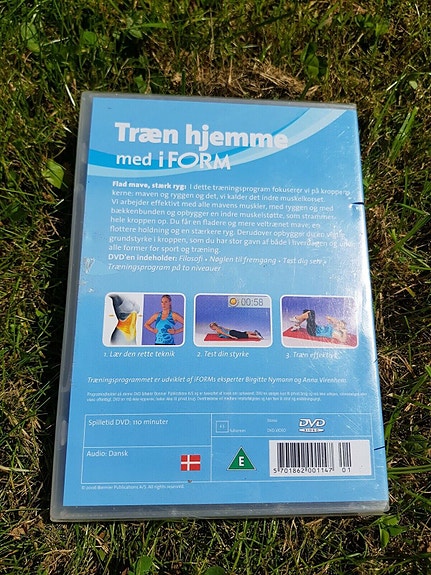 Træn hjemme
med iFORM
Flad mave, stærk ryg: I dette træningsprogram fokuserer vi på kroppens
kerne: maven og ryggen og det, vi kalder det indre muskelkorset.
Vi arbejder effektivt med alle mavens muskler, med ryggen og med
bækkenbunden og opbygger en indre muskelstøtte, som strammer
hele kroppen op. Du får en fladere og mere veltrænet mave, en
flottere holdning og en stærkere ryg. Derudover opbygger du en
grundstyrke i kroppen, som du har stor gavn af både i hverdagen og
alle former for sport og træning.
DVD'en indeholder: Filosofi • Nøglen til fremgang • Test dig selv •
Træningsprogram på to niveauer
00:58
1. Lær den rette teknik
2. Test din styrke
3. Træn effektivt
Træningsprogrammet er udviklet af iFORMs eksperter Birgitte Nymann og Anna
Spilletid DVD: 110 minuter
Audio: Dansk
E
DVD
VIDEO
5 701862 001147 01